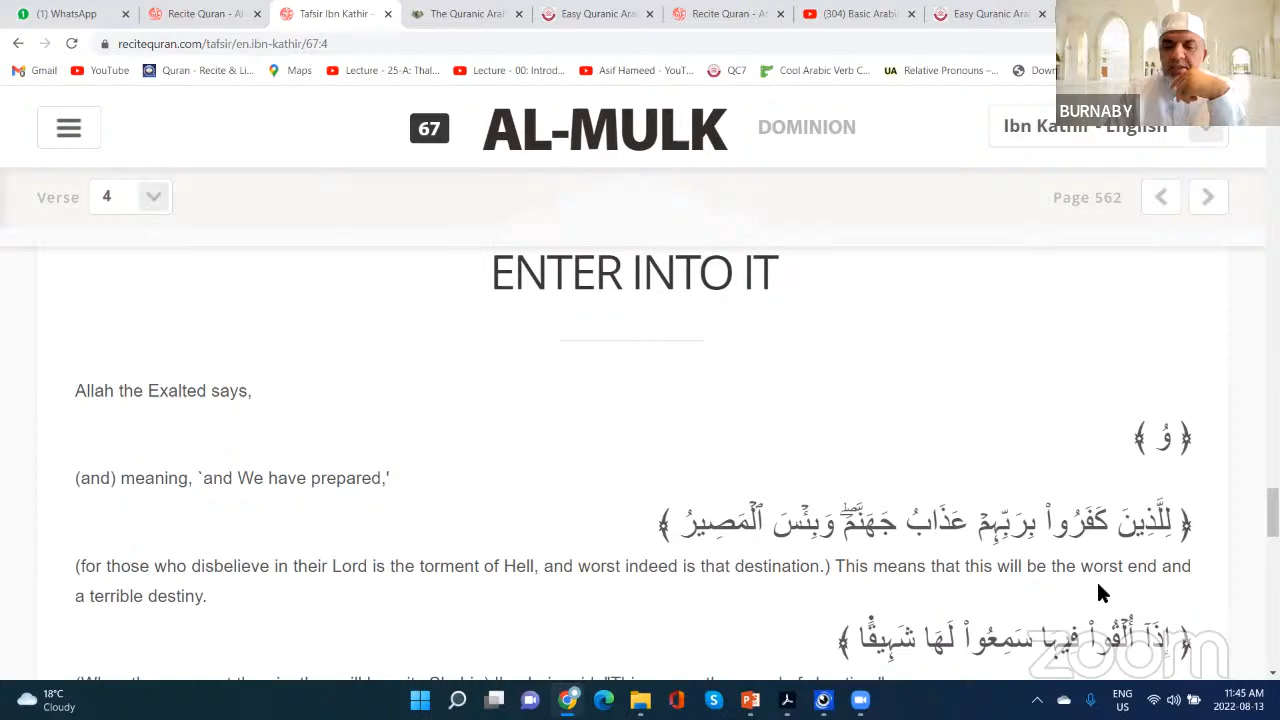 (1) WhatsApp
Recite Quran - Al
Tafsir Ibn Kathir -
The Quranic Arabi
Easy Quranic Arab
Recite Quran - A
(304) Basic Arabic
Easy Quranic Ara
recitequran.com/tafsir/en.ibn-kathir/67:4
Gmail
YouTube
Quran - Recite & Li...
Maps
Lecture - 25-A: Thal...
Lecture - 00: Introd...
Asif Hameed - YouT...
QC7
Cool Arabic Verb C...
UA Relative Pronouns –...
BURNABY
67 AL-MULK DOMINION
Ibn Kathir - English
Verse 4
Page 562
ENTER INTO IT
Allah the Exalted says,
﴿ وَ ﴾
(and) meaning, `and We have prepared,'
﴿ لِلَّذِينَ كَفَرُوا۟ بِرَبِّهِمْ عَذَابُ جَهَنَّمَ ۖ وَبِئْسَ ٱلْمَصِيرُ ﴾
(for those who disbelieve in their Lord is the torment of Hell, and worst indeed is that destination.) This means that this will be the worst end and
a terrible destiny.
﴿ إِذَآ أُلْقُوا۟ فِيهَا سَمِعُوا۟ لَهَا شَهِيقًا ﴾
zoom
18°C
Cloudy
ENG
US
11:45 AM
2022-08-13